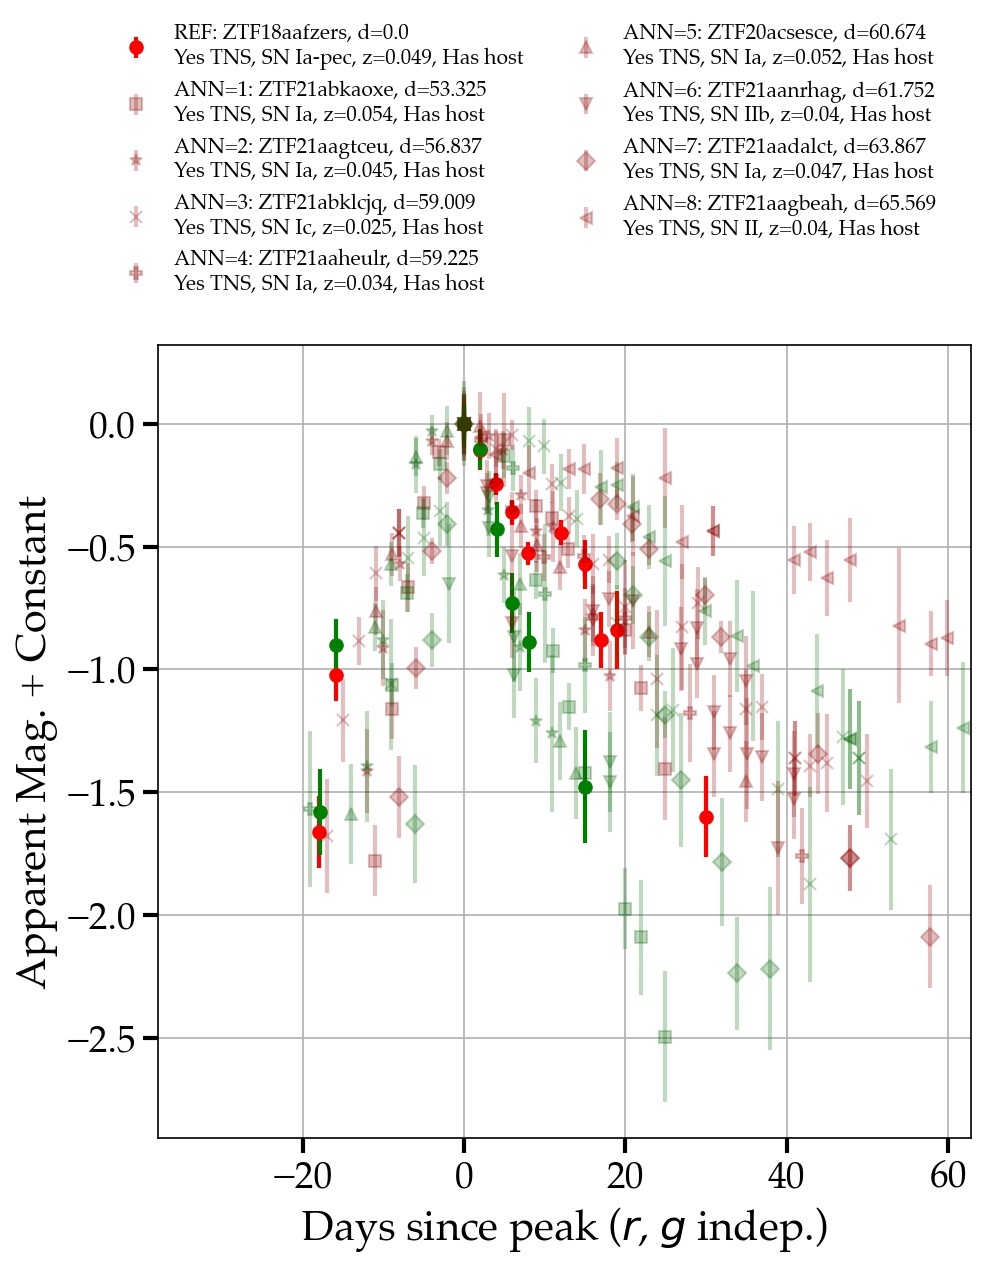 REF: ZTF18aafzers, d=0.0
Yes TNS, SN Ia-pec, z=0.049, Has host
ANN=1: ZTF21abkaoxe, d=53.325
Yes TNS, SN Ia, z=0.054, Has host
ANN=2: ZTF21aagtceu, d=56.837
Yes TNS, SN Ia, z=0.045, Has host
ANN=3: ZTF21abklcjq, d=59.009
Yes TNS, SN Ic, z=0.025, Has host
ANN=4: ZTF21aaheulr, d=59.225
Yes TNS, SN Ia, z=0.034, Has host
ANN=5: ZTF20acsesce, d=60.674
Yes TNS, SN Ia, z=0.052, Has host
ANN=6: ZTF21aanrhag, d=61.752
Yes TNS, SN IIb, z=0.04, Has host
ANN=7: ZTF21aadalct, d=63.867
Yes TNS, SN Ia, z=0.047, Has host
ANN=8: ZTF21aagbeah, d=65.569
Yes TNS, SN II, z=0.04, Has host
Apparent Mag. + Constant
0.0
−0.5
−1.0
−1.5
−2.0
−2.5
−20
0
20
40
60
Days since peak (r, g indep.)